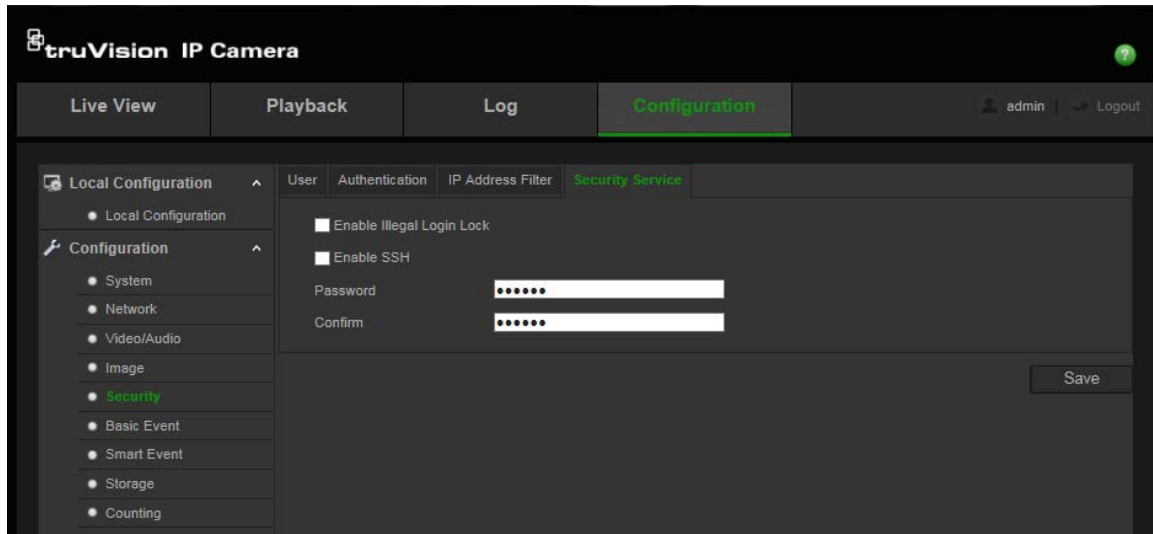 truVision IP Camera
?
Live View Playback Log Configuration admin | Logout
Local Configuration
Local Configuration
Configuration
System
Network
Video/Audio
Image
Security
Basic Event
Smart Event
Storage
Counting
User Authentication IP Address Filter Security Service
Enable Illegal Login Lock
Enable SSH
Password ••••••
Confirm ••••••
Save